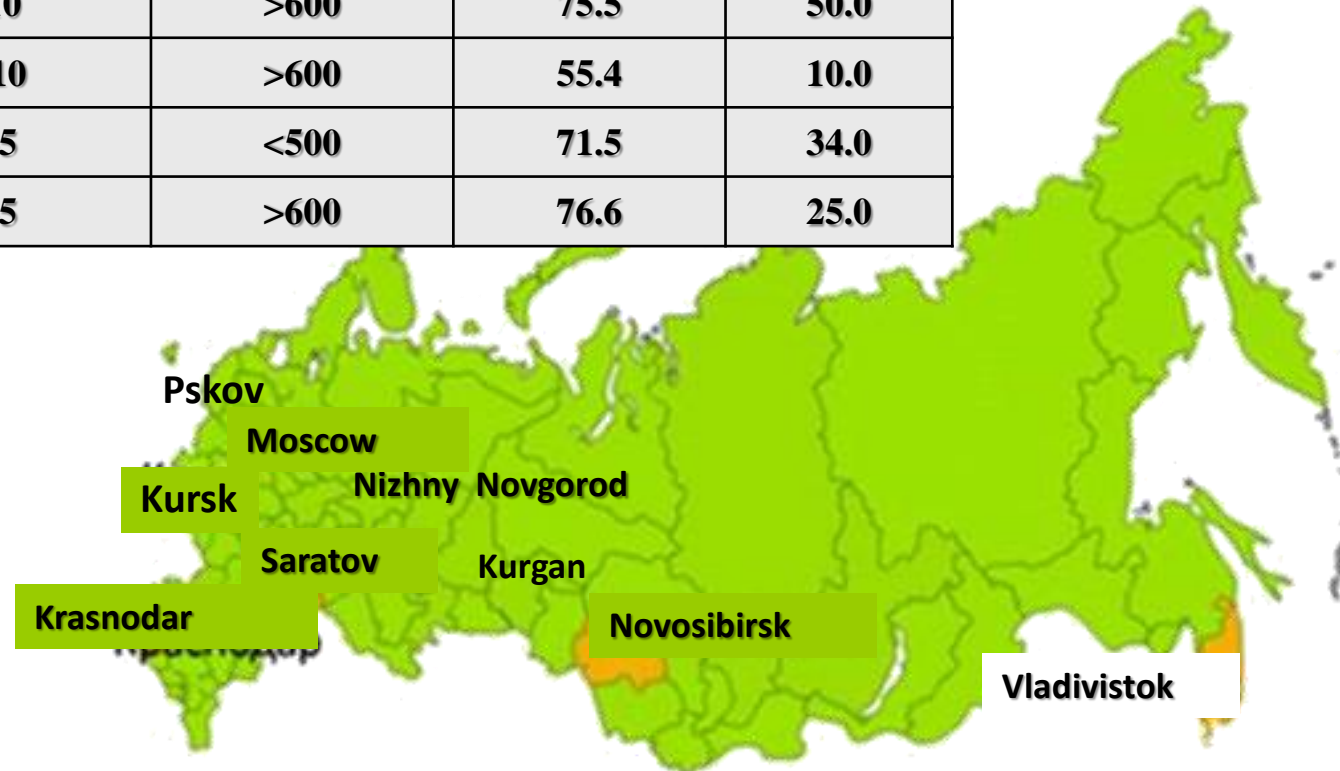 0 >600 75.5 50.0
10 >600 55.4 10.0
5 <500 71.5 34.0
5 >600 76.6 25.0
Pskov
Moscow
Nizhny Novgorod
Kursk
Saratov
Kurgan
Krasnodar
Novosibirsk
Vladivistok